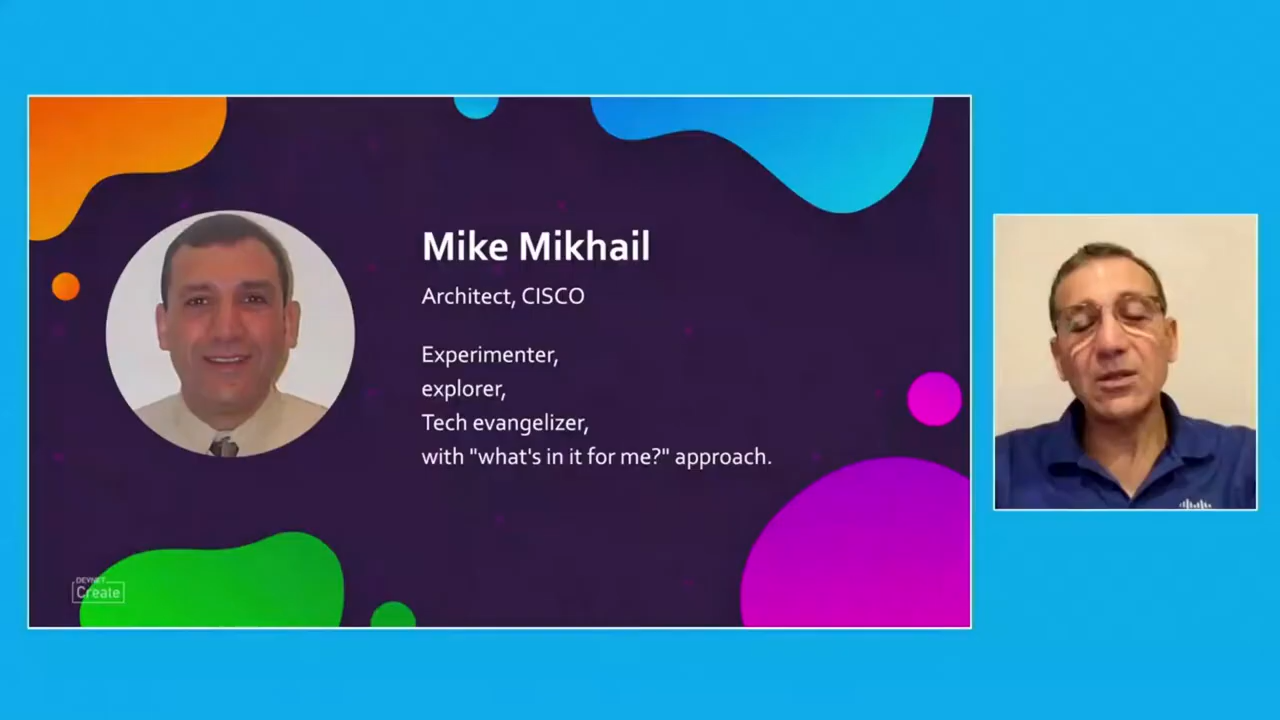 Mike Mikhail
Architect, CISCO
Experimenter,
explorer,
Tech evangelizer,
with "what's in it for me?" approach.
DEVNET
Create